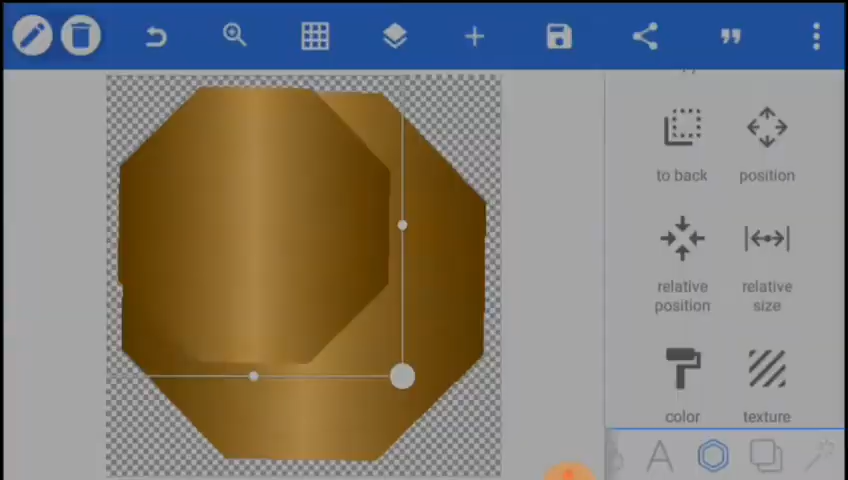 to back
position
relative
position
relative
size
color
texture